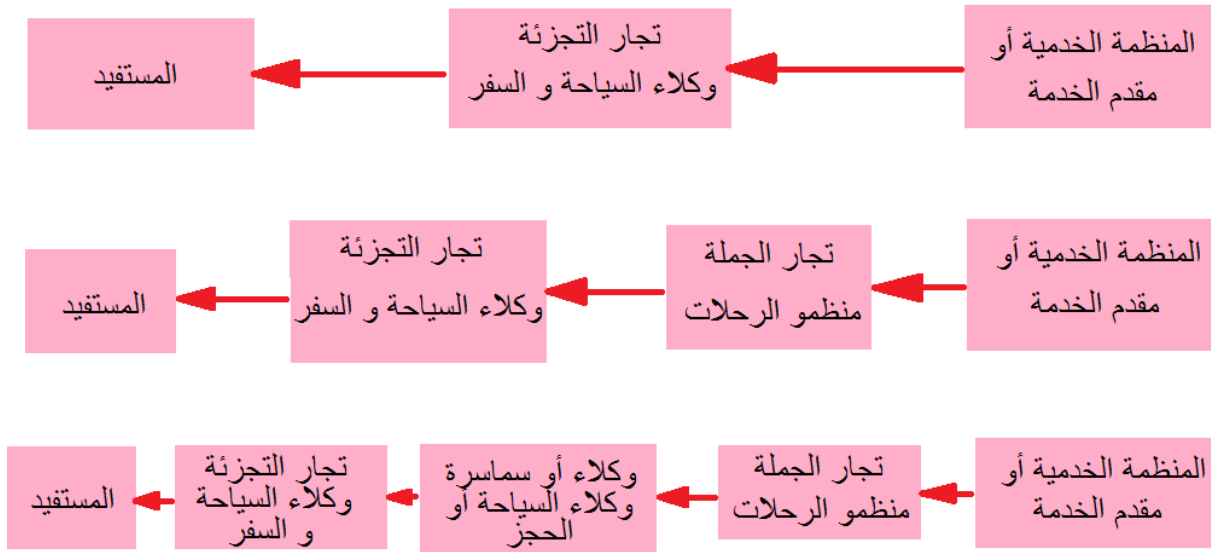 المنظمة الخدمية أو
مقدم الخدمة
تجار التجزئة
وكلاء السياحة و السفر
المستفيد
المنظمة الخدمية أو
مقدم الخدمة
تجار الجملة
منظمو الرحلات
تجار التجزئة
وكلاء السياحة و السفر
المستفيد
المنظمة الخدمية أو
مقدم الخدمة
تجار الجملة
منظمو الرحلات
وكلاء أو سماسرة
وكلاء السياحة أو
الحجز
تجار التجزئة
وكلاء السياحة
و السفر
المستفيد